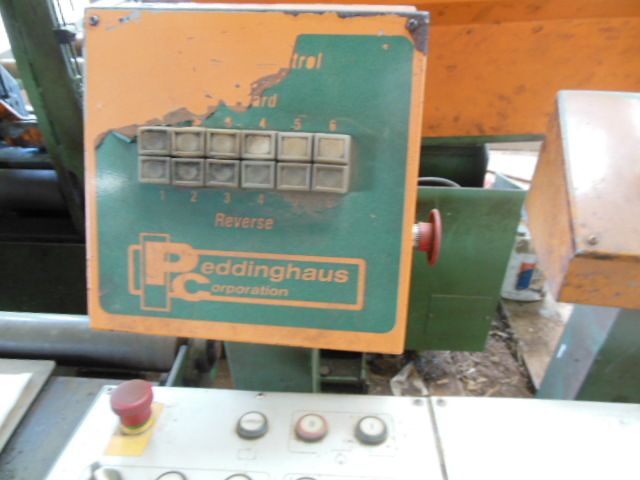 trol
ard
3 4 5 6
1 2 3 4
Reverse
Peddinghaus
Corporation